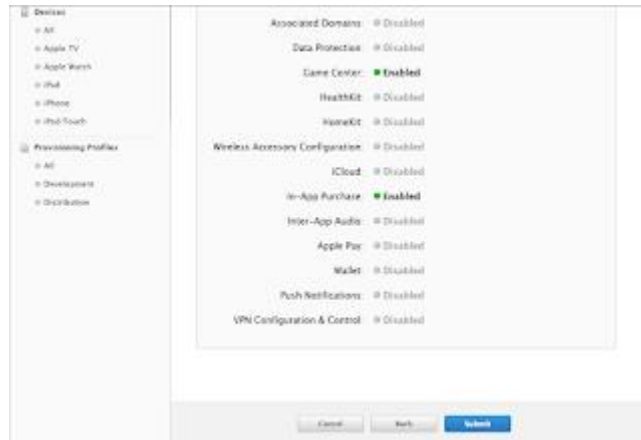 Devices
All
Apple TV
Apple Watch
iPad
iPhone
iPod Touch
Provisioning Profiles
All
Development
Distribution
Associated Domains Disabled
Data Protection Disabled
Game Center Enabled
HealthKit Disabled
HomeKit Disabled
Wireless Accessory Configuration Disabled
iCloud Disabled
In-App Purchase Enabled
Inter-App Audio Disabled
Apple Pay Disabled
Wallet Disabled
Push Notifications Disabled
VPN Configuration & Control Disabled
Cancel Back Submit